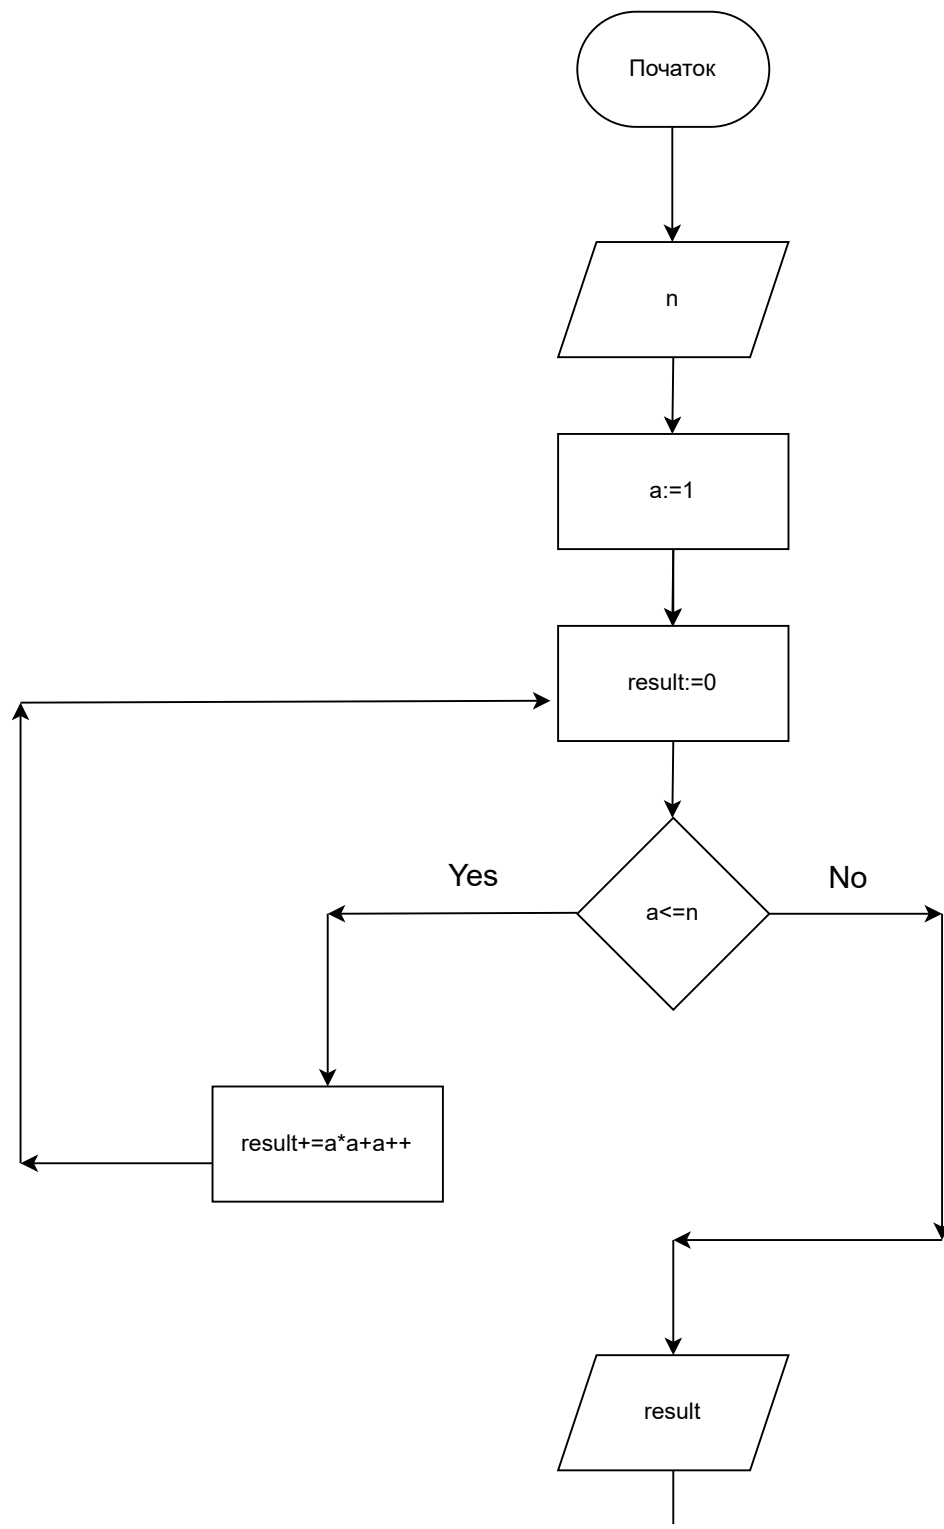 Початок
n
a:=1
result:=0
Yes
No
a<=n
result+=a*a+a++
result